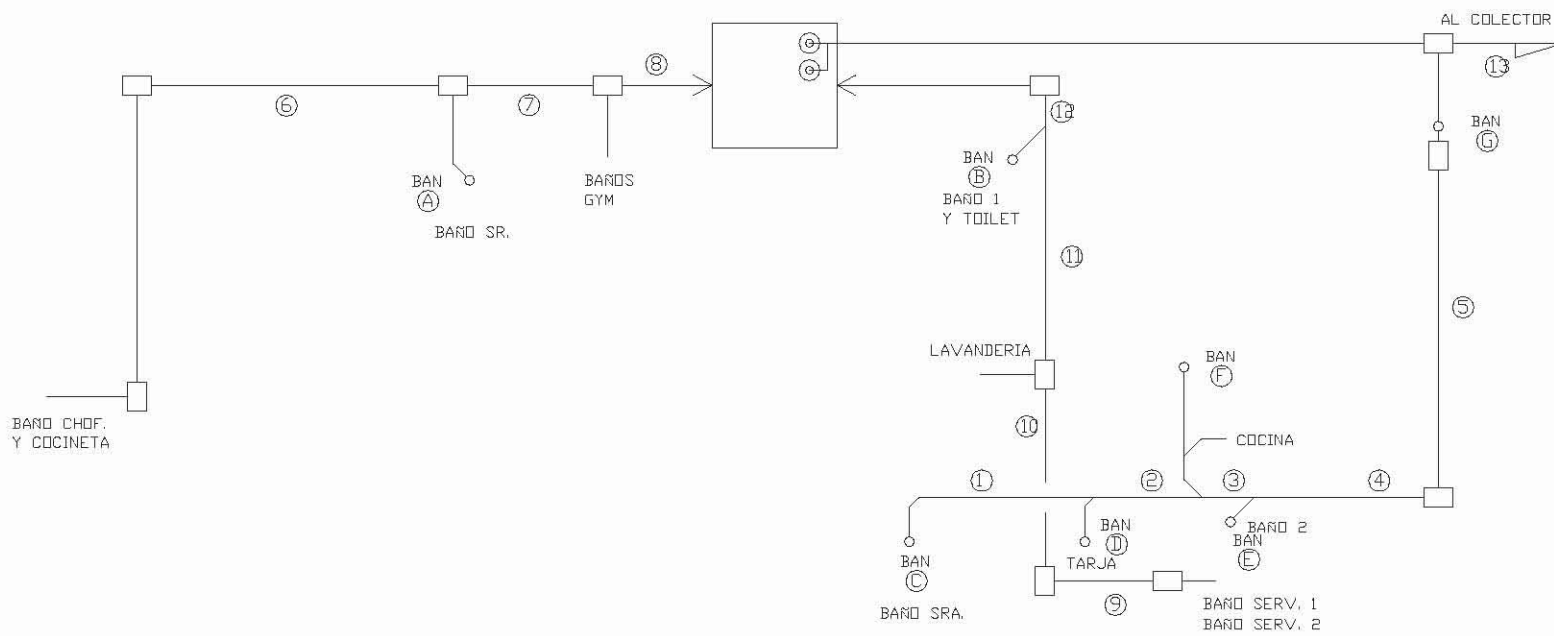 AL COLECTOR
13
8
6
7
12
BAN
G
BAN
A
BAÑO SR.
BAÑOS
GYM
BAN
B
BAÑO 1
Y TOILET
11
5
LAVANDERIA
BAN
F
BAÑO CHOF.
Y COCINETA
10
COCINA
1
2
3
4
BAN
C
BAÑO SRA.
BAN
D
TARJA
BAÑO 2
BAN
E
9
BAÑO SERV. 1
BAÑO SERV. 2